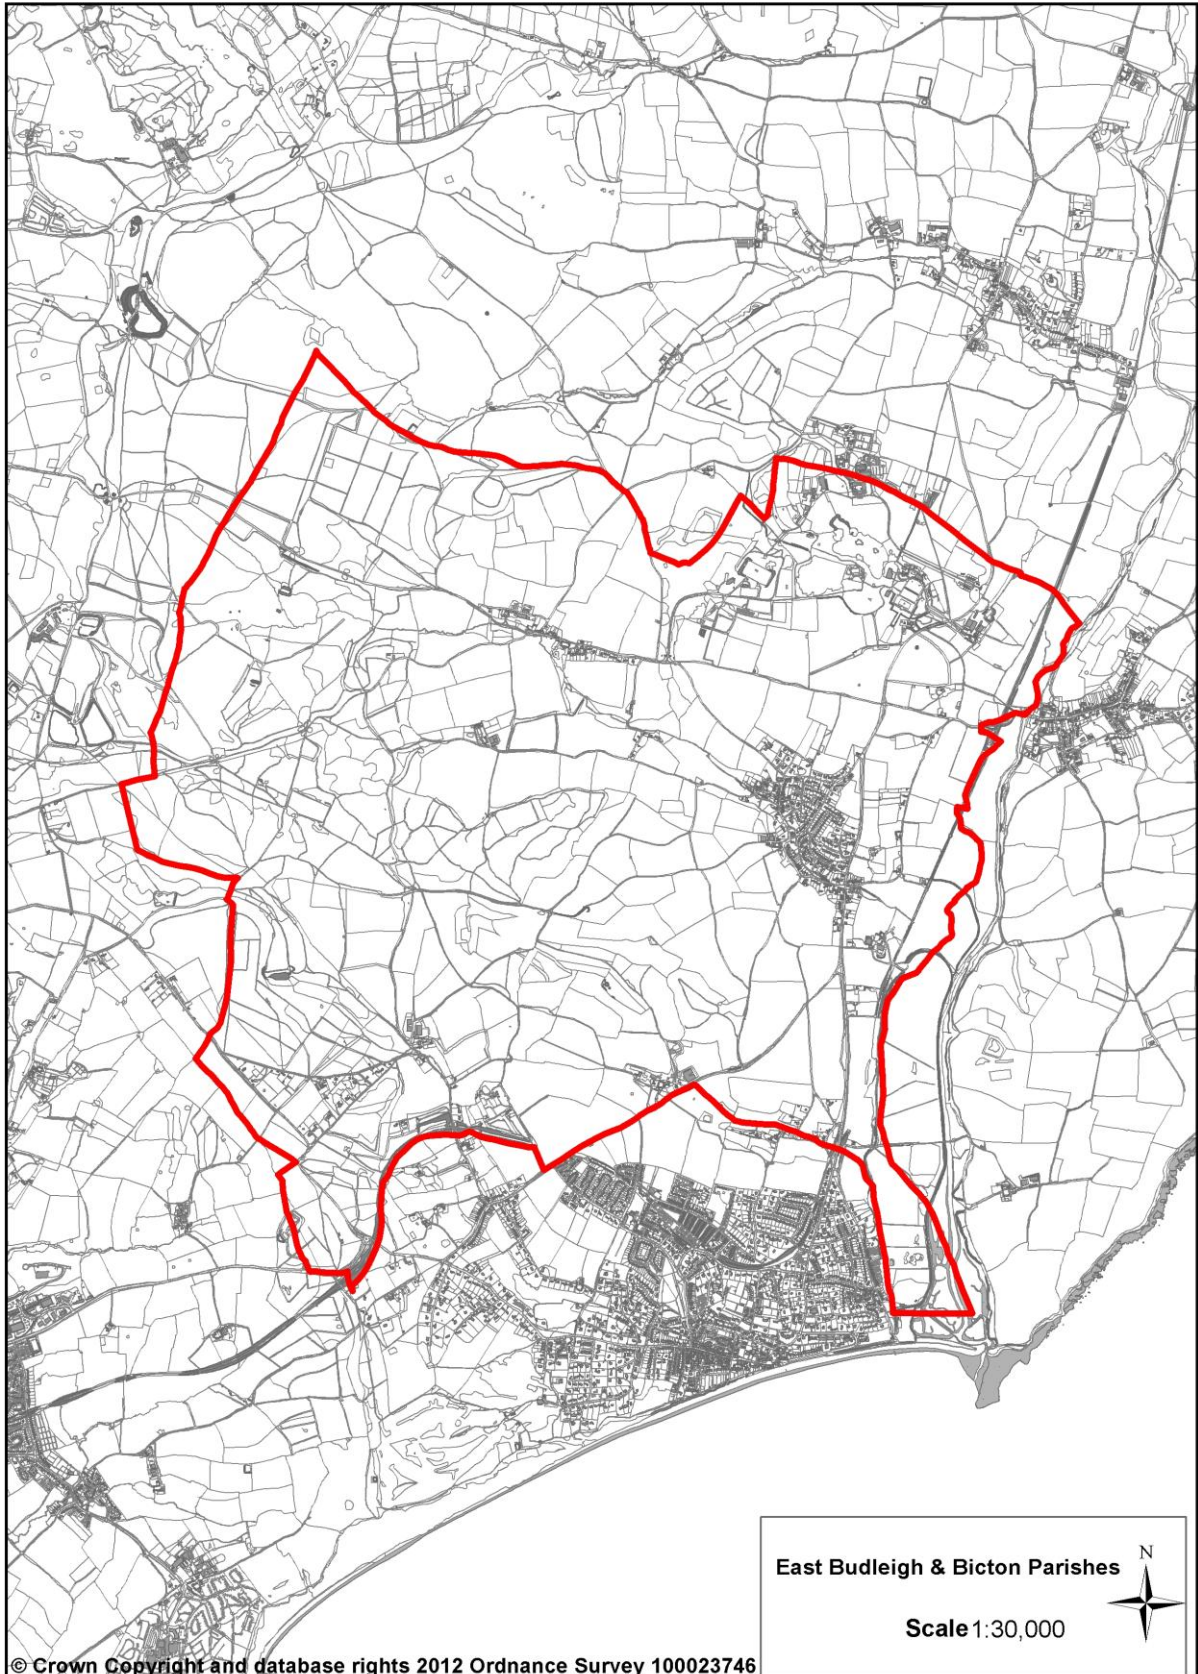 East Budleigh & Bicton Parishes
N
Scale 1:30,000
© Crown Copyright and database rights 2012 Ordnance Survey 100023746